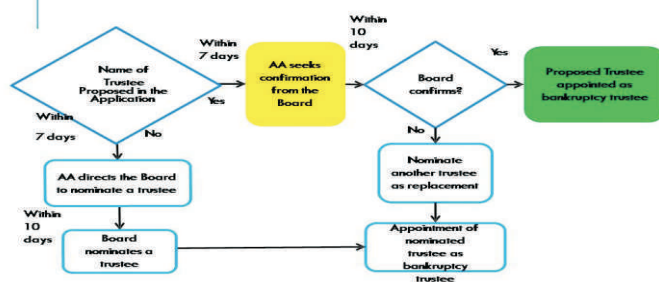 Name of
Trustee
Proposed in the
Application
Within
7 days
Yes
AA seeks
confirmation
from the
Board
Within
10
days
Board
confirms?
Yes
Proposed Trustee
appointed as
bankruptcy trustee
Within
7 days
No
AA directs the Board
to nominate a trustee
Within
10
days
Board
nominates a
trustee
No
Nominate
another trustee
as replacement
Appointment of
nominated
trustee as
bankruptcy
trustee